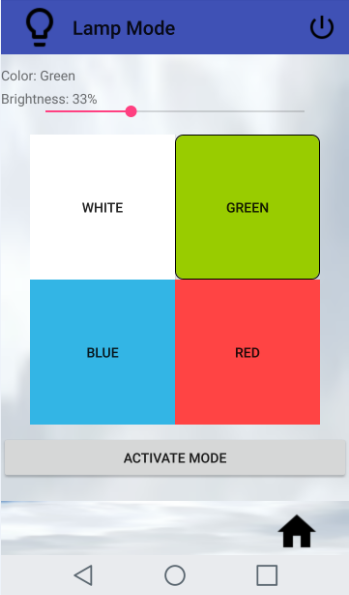 Lamp Mode
Color: Green
Brightness: 33%
WHITE
GREEN
BLUE
RED
ACTIVATE MODE